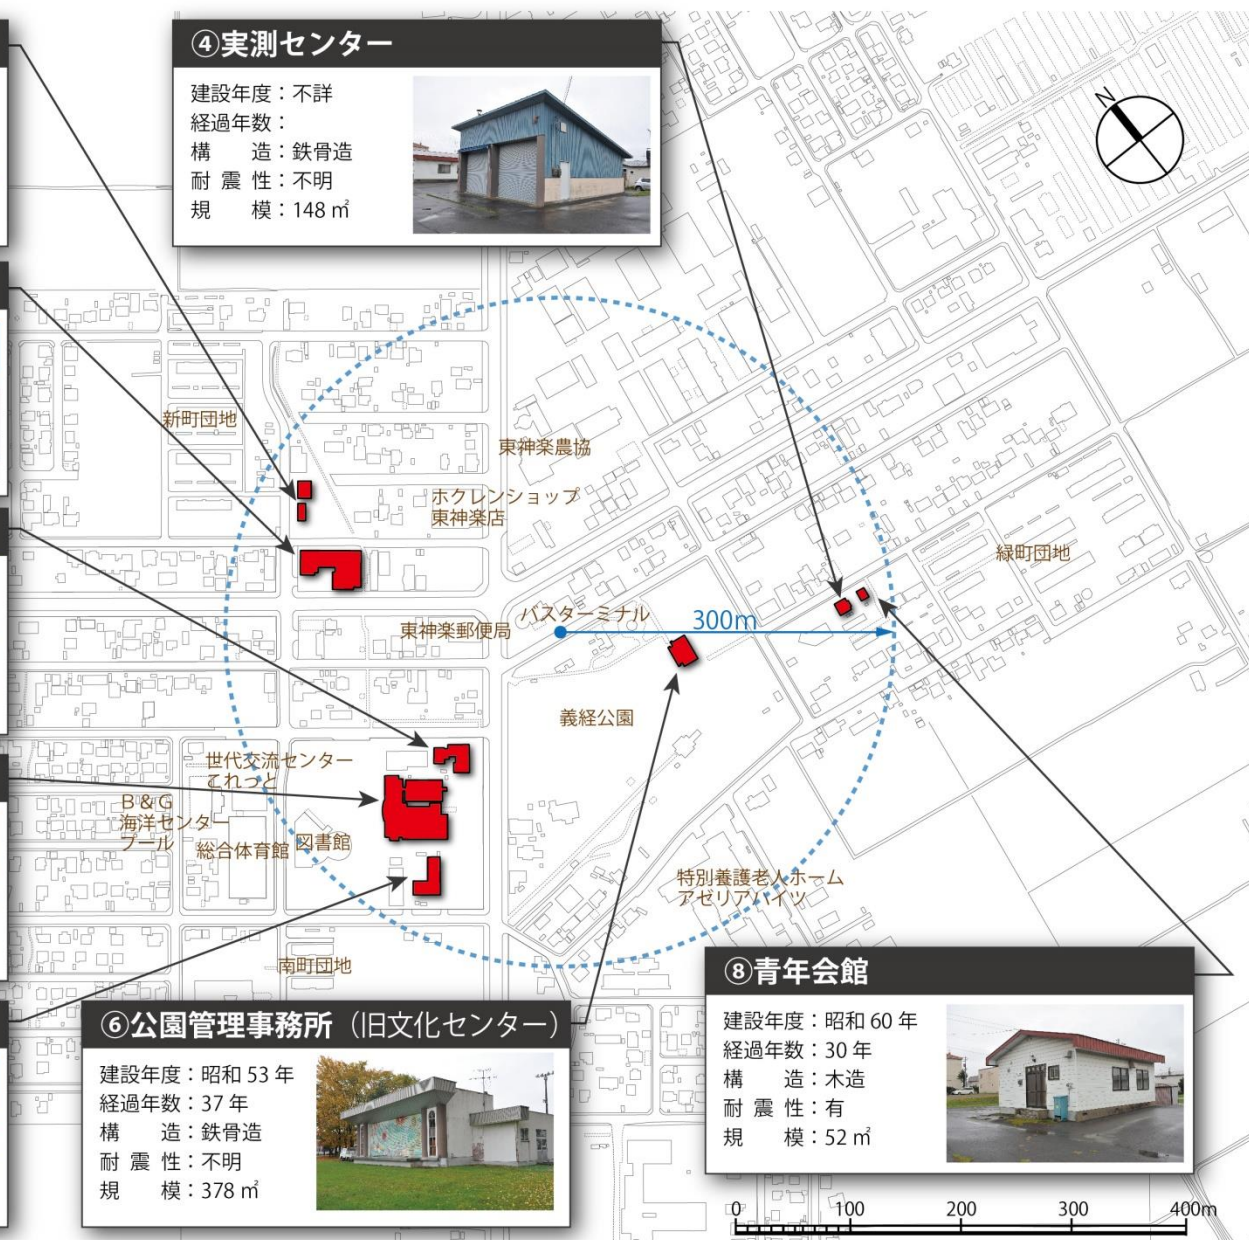 ④実測センター
建設年度：不詳
経過年数：
構　　造：鉄骨造
耐 震 性：不明
規　　模：148 ㎡
N
新町団地
東神楽農協
ホクレンショップ
東神楽店
緑町団地
バスターミナル
300m
東神楽郵便局
義経公園
世代交流センター
これっと
B＆G
海洋センター
プール
総合体育館
図書館
特別養護老人ホーム
アゼリアハイツ
南町団地
⑥公園管理事務所（旧文化センター）
建設年度：昭和 53 年
経過年数：37 年
構　　造：鉄骨造
耐 震 性：不明
規　　模：378 ㎡
⑧青年会館
建設年度：昭和 60 年
経過年数：30 年
構　　造：木造
耐 震 性：有
規　　模：52 ㎡
0 100 200 300 400m